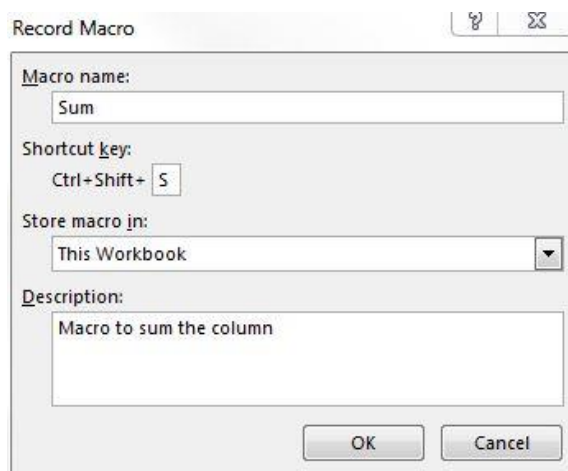 Record Macro
?
Macro name:
Sum
Shortcut key:
Ctrl+Shift+ S
Store macro in:
This Workbook
Description:
Macro to sum the column
OK Cancel